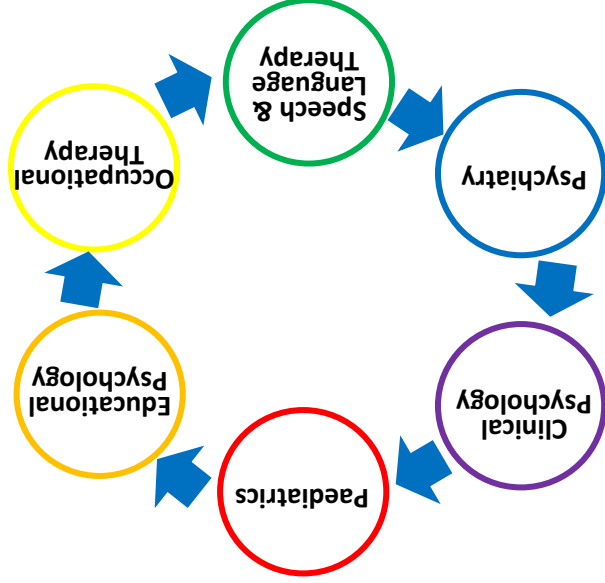 Paediatrics
Educational
Psychology
Occupational
Therapy
Speech &
Language
Therapy
Psychiatry
Clinical
Psychology